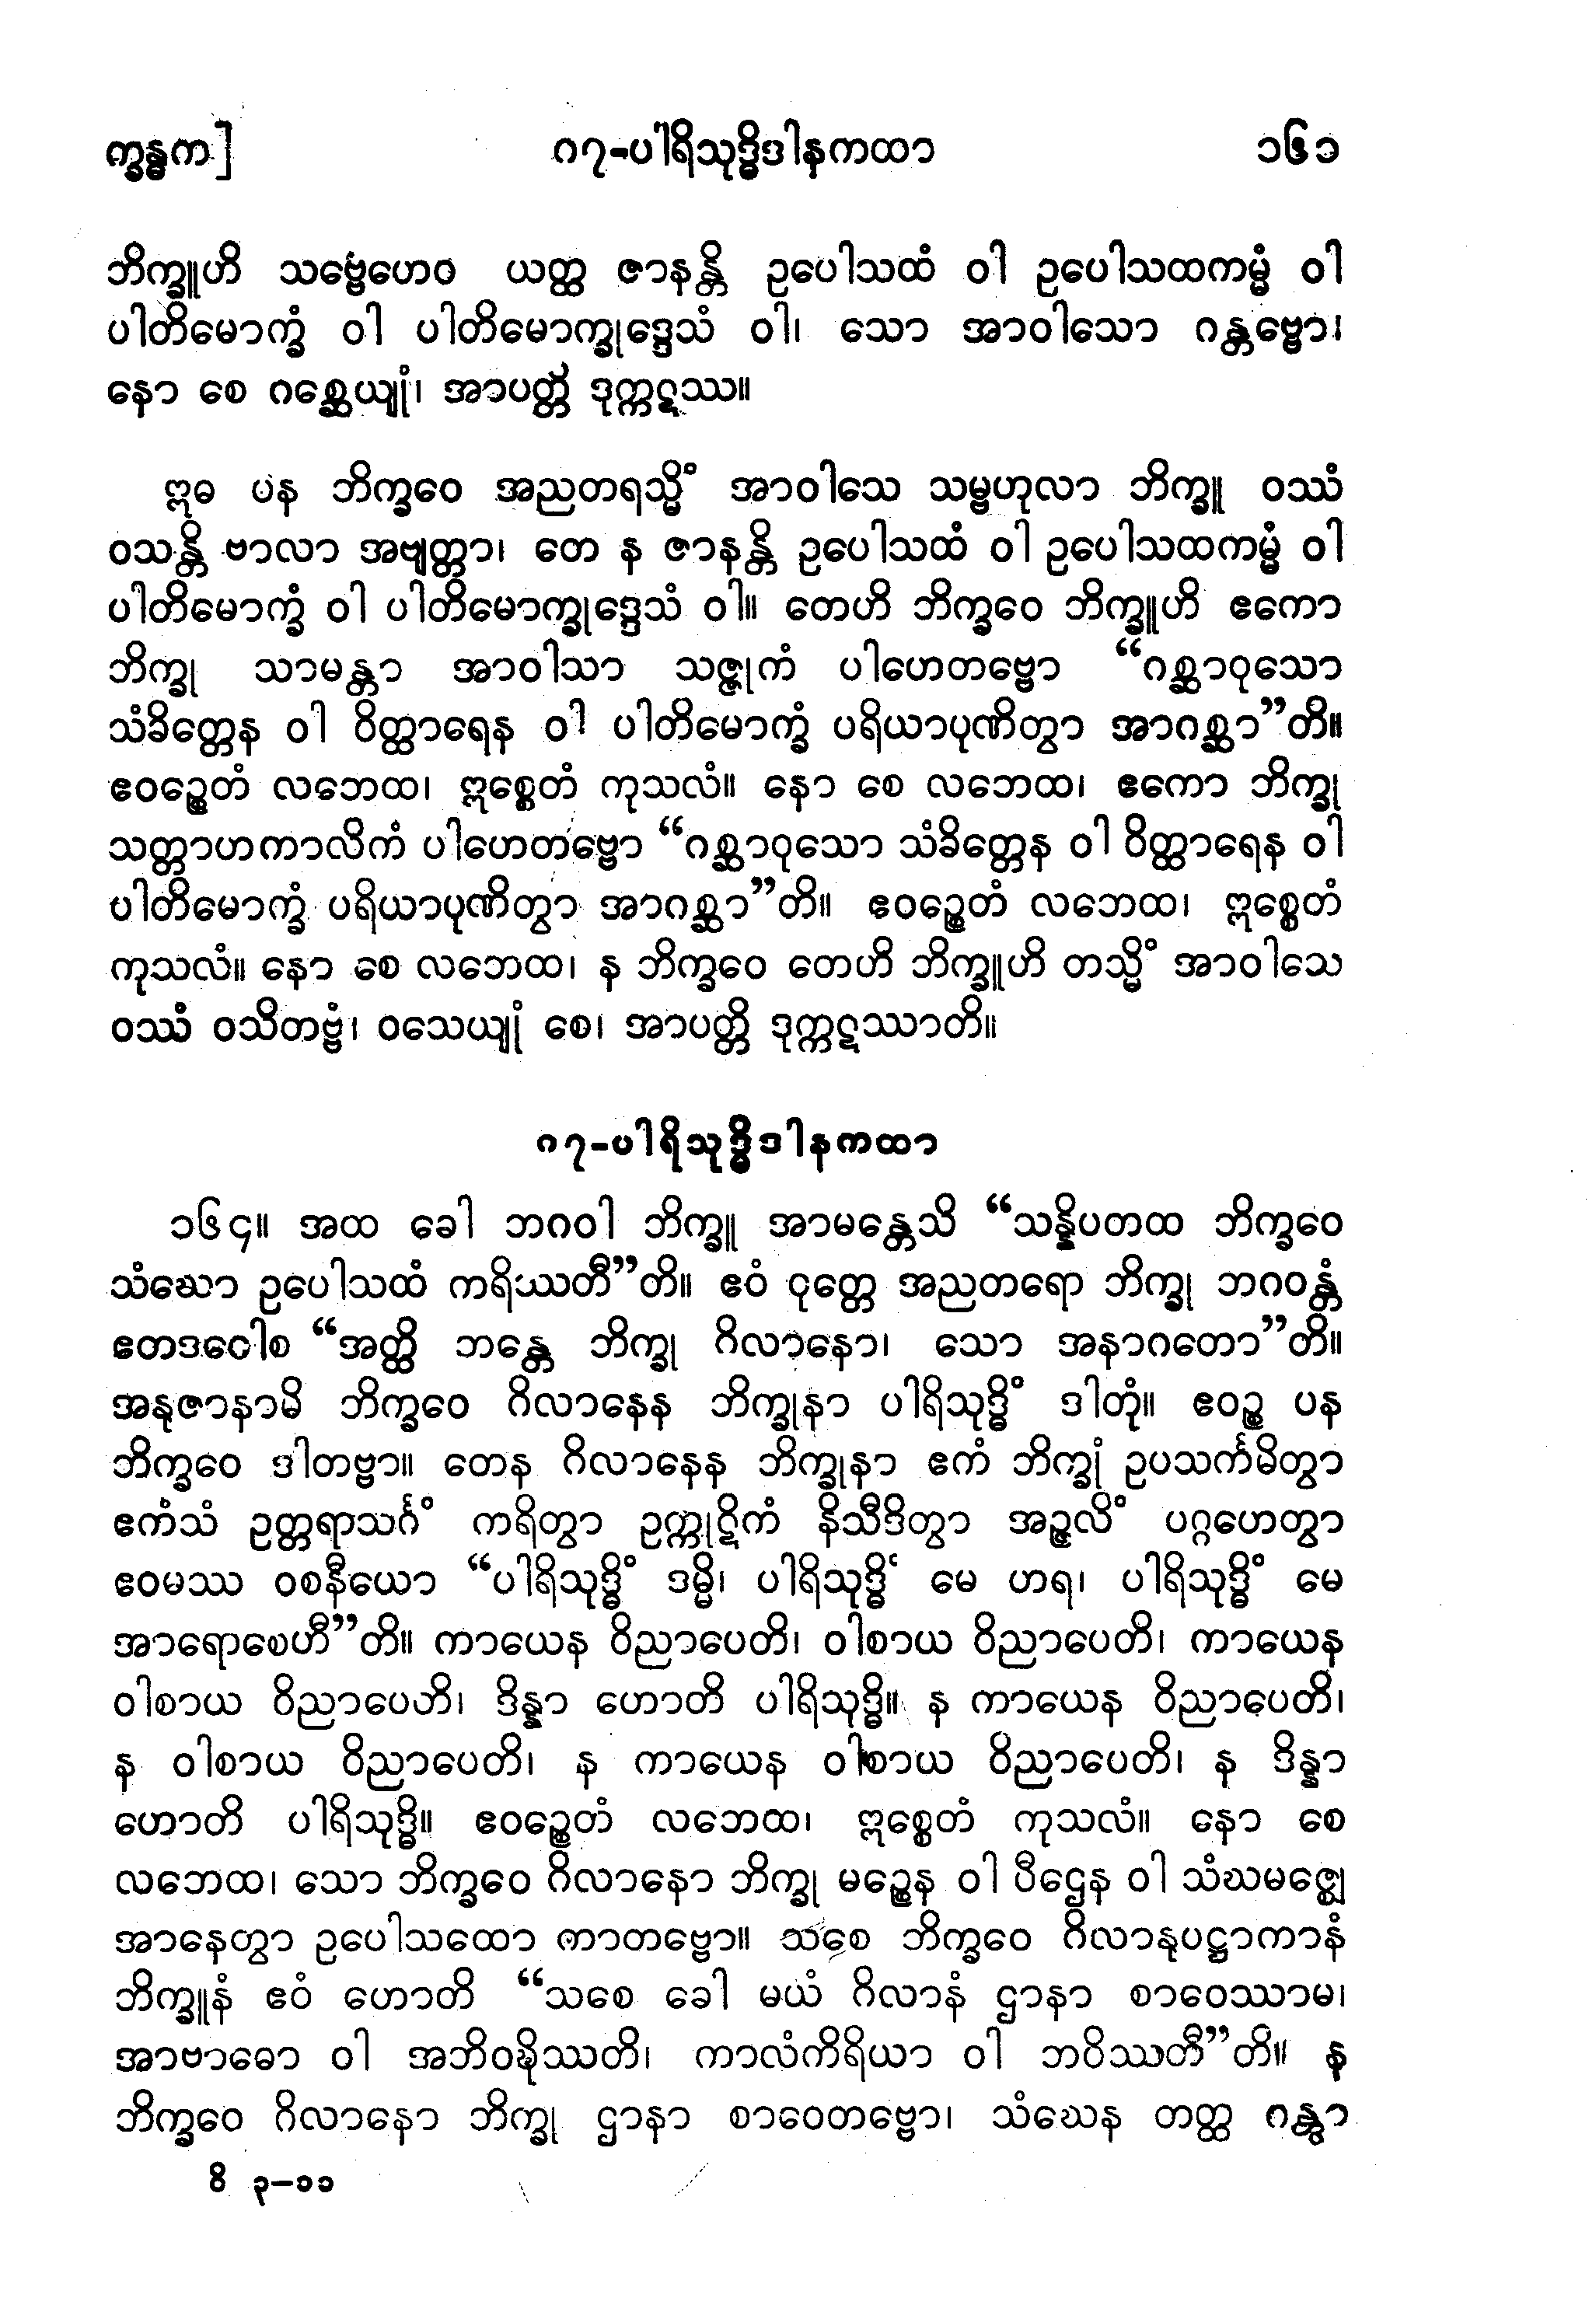 က္ခန္ဓက]	၈၇-ပါရိသုဒ္ဓိဒါနကထာ	၁၆၁
ဘိက္ခူဟိ သဗ္ဗေဟေဝ ယတ္ထ ဇာနန္တိ ဥပေါသထံ ဝါ ဥပေါသထကမ္မံ ဝါ
ပါတိမောက္ခံ ဝါ ပါတိမောက္ခုဒ္ဒေသံ ဝါ၊ သော အာဝါသော ဂန္တဗ္ဗော၊
နော စေ ဂစ္ဆေယျုံ၊ အာပတ္တိ ဒုက္ကဋဿ။
ဣဓ ပန ဘိက္ခဝေ အညတရသ္မိံ အာဝါသေ သမ္ဗဟုလာ ဘိက္ခူ ဝဿံ
ဝသန္တိ ဗာလာ အဗျတ္တာ၊ တေ န ဇာနန္တိ ဥပေါသထံ ဝါ ဥပေါသထကမ္မံ ဝါ
ပါတိမောက္ခံ ဝါ ပါတိမောက္ခုဒ္ဒေသံ ဝါ။ တေဟိ ဘိက္ခဝေ ဘိက္ခူဟိ ဧကော
ဘိက္ခု သာမန္တာ အာဝါသာ သဇ္ဇုကံ ပါဟေတဗ္ဗော “ဂစ္ဆာဝုသော
သံခိတ္တေန ဝါ ဝိတ္ထာရေန ဝါ ပါတိမောက္ခံ ပရိယာပုဏိတွာ အာဂစ္ဆာ”တိ။
ဧဝဉ္စေတံ လဘေထ၊ ဣစ္စေတံ ကုသလံ။ နော စေ လဘေထ၊ ဧကော ဘိက္ခု
သတ္တာဟကာလိကံ ပါဟေတဗ္ဗော “ဂစ္ဆာဝုသော သံခိတ္တေန ဝါ ဝိတ္ထာရေန ဝါ
ပါတိမောက္ခံ ပရိယာပုဏိတွာ အာဂစ္ဆာ”တိ။ ဧဝဉ္စေတံ လဘေထ၊ ဣစ္စေတံ
ကုသလံ။ နော စေ လဘေထ၊ န ဘိက္ခဝေ တေဟိ ဘိက္ခူဟိ တသ္မိံ အာဝါသေ
ဝဿံ ဝသိတဗ္ဗံ၊ ဝသေယျုံ စေ၊ အာပတ္တိ ဒုက္ကဋဿာတိ။
၈၇-ပါရိသုဒ္ဓိဒါနကထာ
၁၆၄။ အထ ခေါ ဘဂဝါ ဘိက္ခူ အာမန္တေသိ “သန္နိပတထ ဘိက္ခဝေ
သံဃော ဥပေါသထံ ကရိဿတီ”တိ။ ဧဝံ ဝုတ္တေ အညတရော ဘိက္ခု ဘဂဝန္တံ
ဧတဒဝေါစ “အတ္ထိ ဘန္တေ ဘိက္ခု ဂိလာနော၊ သော အနာဂတော”တိ။
အနုဇာနာမိ ဘိက္ခဝေ ဂိလာနေန ဘိက္ခုနာ ပါရိသုဒ္ဓိံ ဒါတုံ။ ဧဝဉ္စ ပန
ဘိက္ခဝေ ဒါတဗ္ဗာ။ တေန ဂိလာနေန ဘိက္ခုနာ ဧကံ ဘိက္ခုံ ဥပသင်္ကမိတွာ
ဧကံသံ ဥတ္တရာသင်္ဂံ ကရိတွာ ဥက္ကုဋိကံ နိသီဒိတွာ အဉ္ဇလိံ ပဂ္ဂဟေတွာ
ဧဝမဿ ဝစနီယော “ပါရိသုဒ္ဓိံ ဒမ္မိ၊ ပါရိသုဒ္ဓိံ မေ ဟရ၊ ပါရိသုဒ္ဓိံ မေ
အာရောစေဟီ”တိ။ ကာယေန ဝိညာပေတိ၊ ဝါစာယ ဝိညာပေတိ၊ ကာယေန
ဝါစာယ ဝိညာပေတိ၊ ဒိန္နာ ဟောတိ ပါရိသုဒ္ဓိ။ န ကာယေန ဝိညာပေတိ၊
န ဝါစာယ ဝိညာပေတိ၊ န ကာယေန ဝါစာယ ဝိညာပေတိ၊ န ဒိန္နာ
ဟောတိ ပါရိသုဒ္ဓိ။ ဧဝဉ္စေတံ လဘေထ၊ ဣစ္စေတံ ကုသလံ။ နော စေ
လဘေထ၊ သော ဘိက္ခဝေ ဂိလာနော ဘိက္ခု မဉ္စေန ဝါ ပီဌေန ဝါ သံဃမဇ္ဈေ
အာနေတွာ ဥပေါသထော ကာတဗ္ဗော။ သစေ ဘိက္ခဝေ ဂိလာနုပဋ္ဌာကာနံ
ဘိက္ခူနံ ဧဝံ ဟောတိ “သစေ ခေါ မယံ ဂိလာနံ ဌာနာ စာဝေဿာမ၊
အာဗာဓော ဝါ အဘိဝဍ္ဎိဿတိ၊ ကာလံကိရိယာ ဝါ ဘဝိဿတီ”တိ။ န
ဘိက္ခဝေ ဂိလာနော ဘိက္ခု ဌာနာ စာဝေတဗ္ဗော၊ သံဃေန တတ္ထ ဂန္တွာ
ဝိ ၃-၁၁